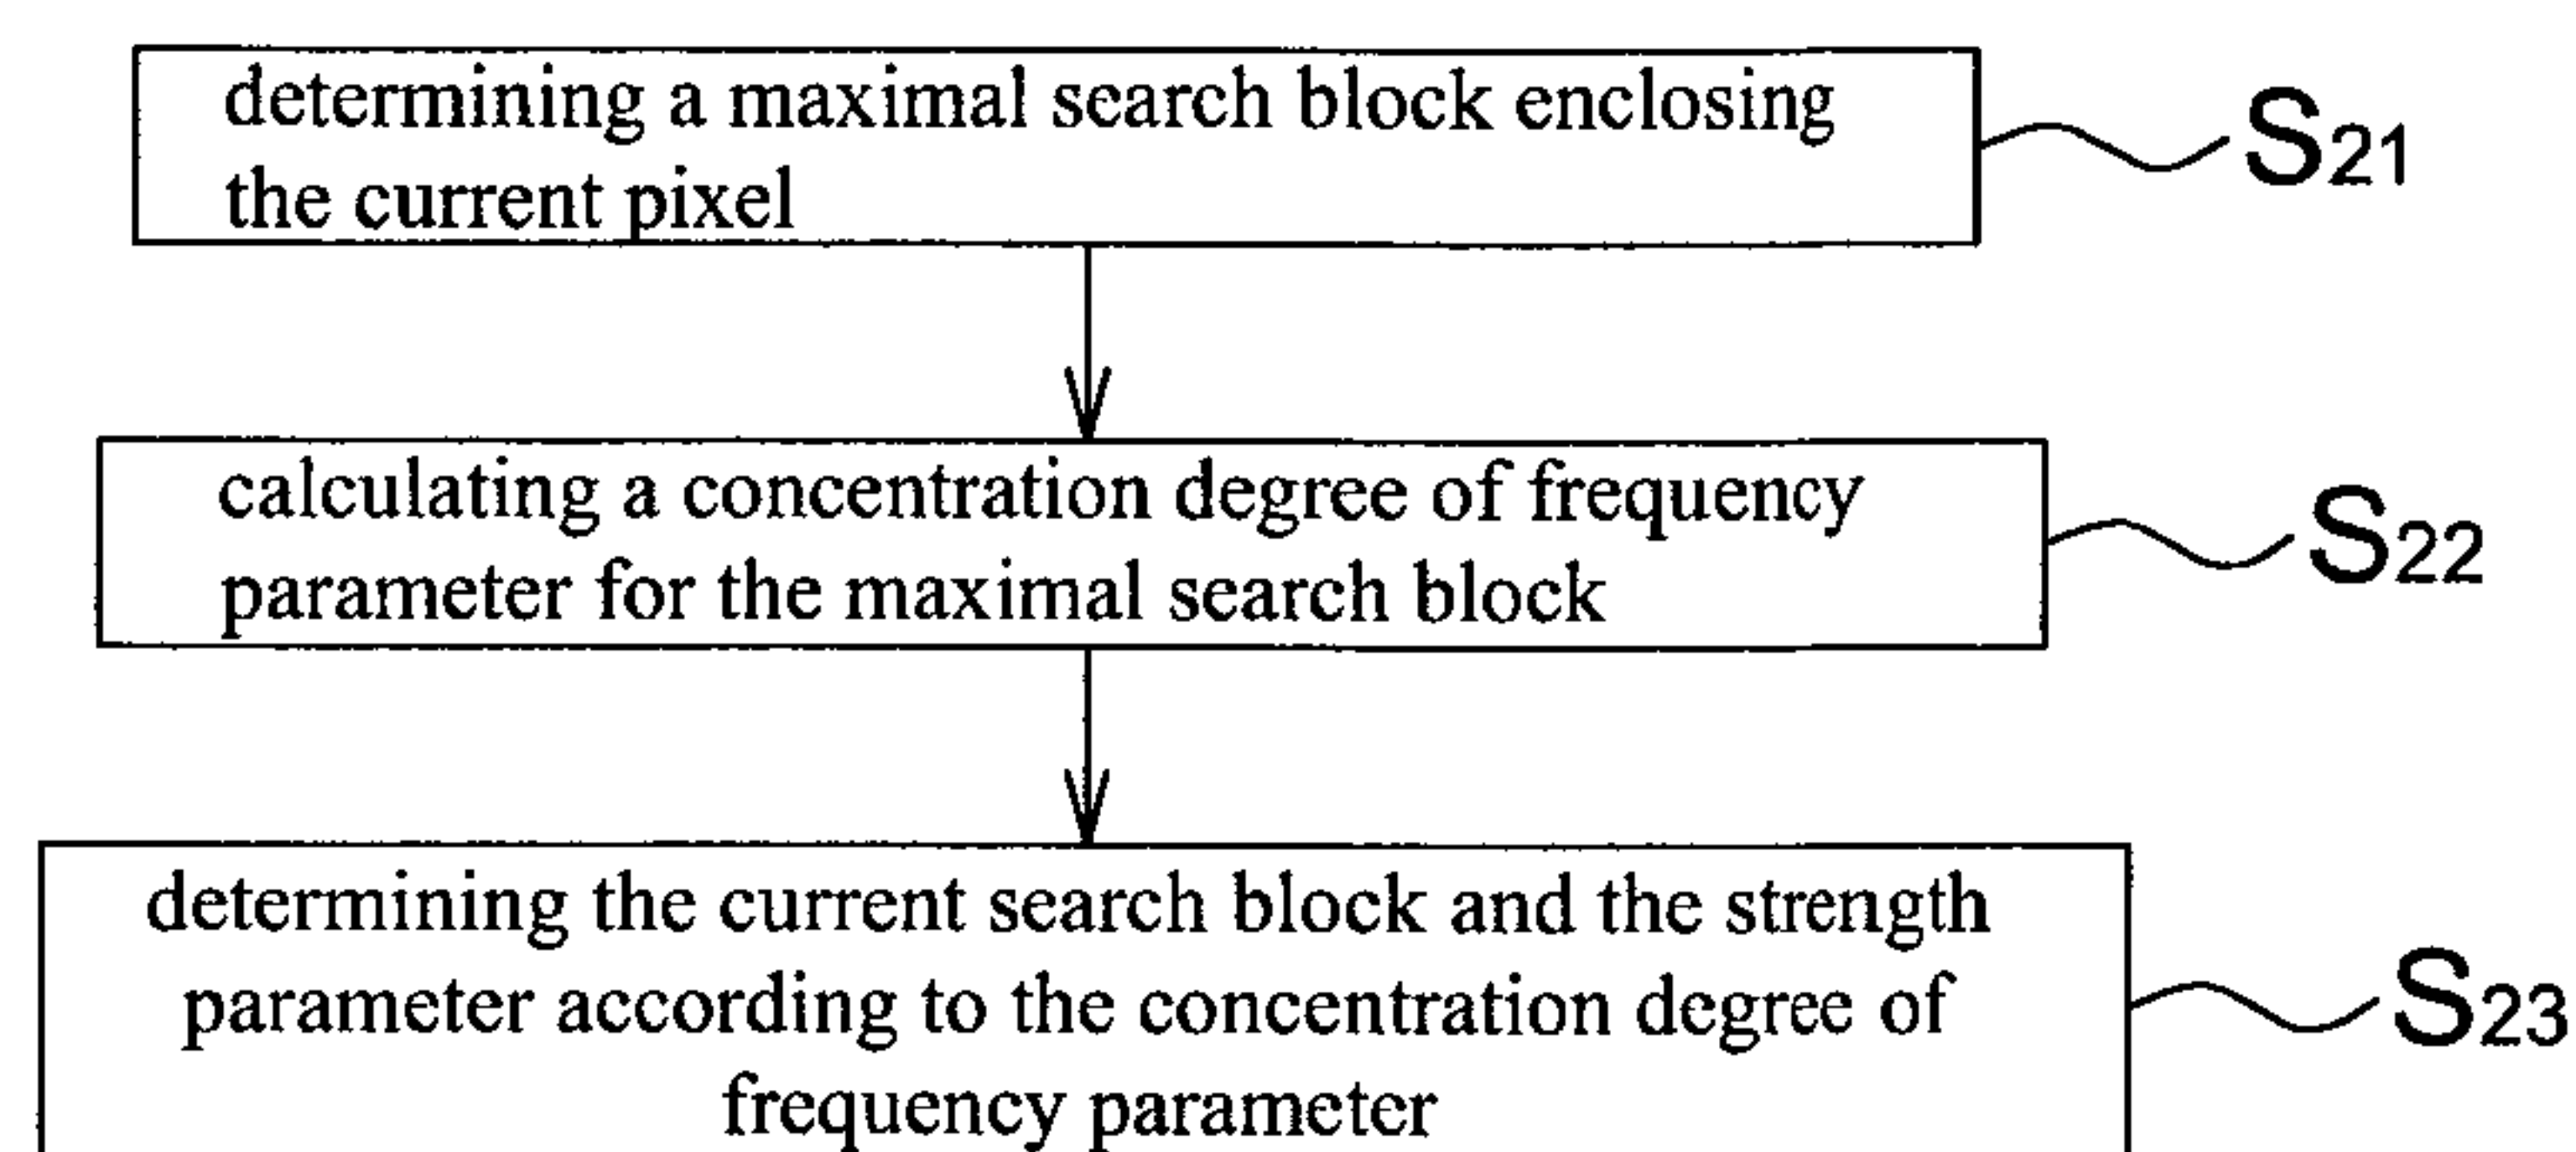 determining a maximal search block enclosing
the current pixel
S21
calculating a concentration degree of frequency
parameter for the maximal search block
S22
determining the current search block and the strength
parameter according to the concentration degree of
frequency parameter
S23